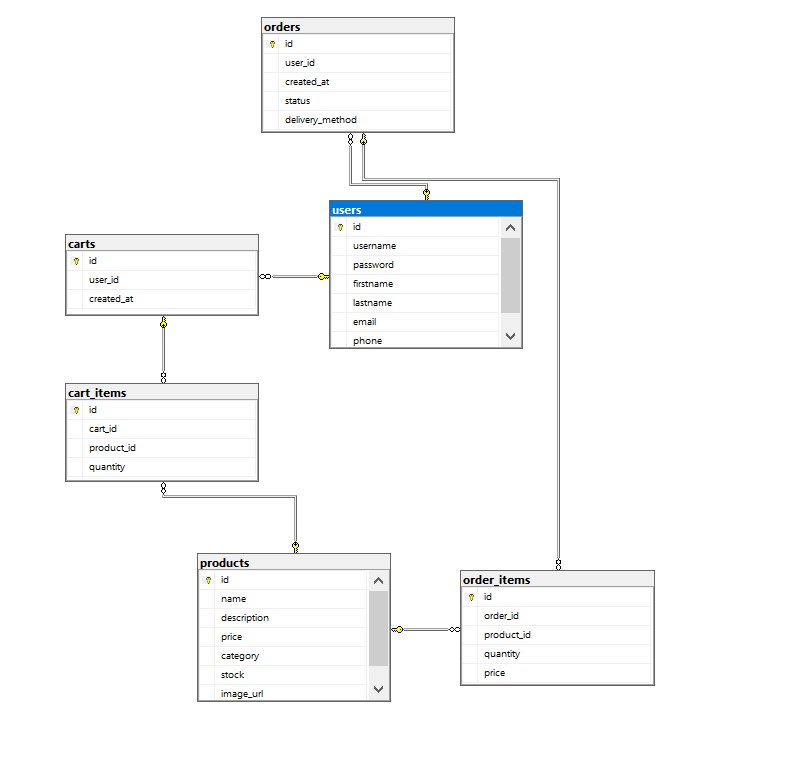 orders
id
user_id
created_at
status
delivery_method
users
id
username
password
firstname
lastname
email
phone
carts
id
user_id
created_at
cart_items
id
cart_id
product_id
quantity
products
id
name
description
price
category
stock
image_url
order_items
id
order_id
product_id
quantity
price